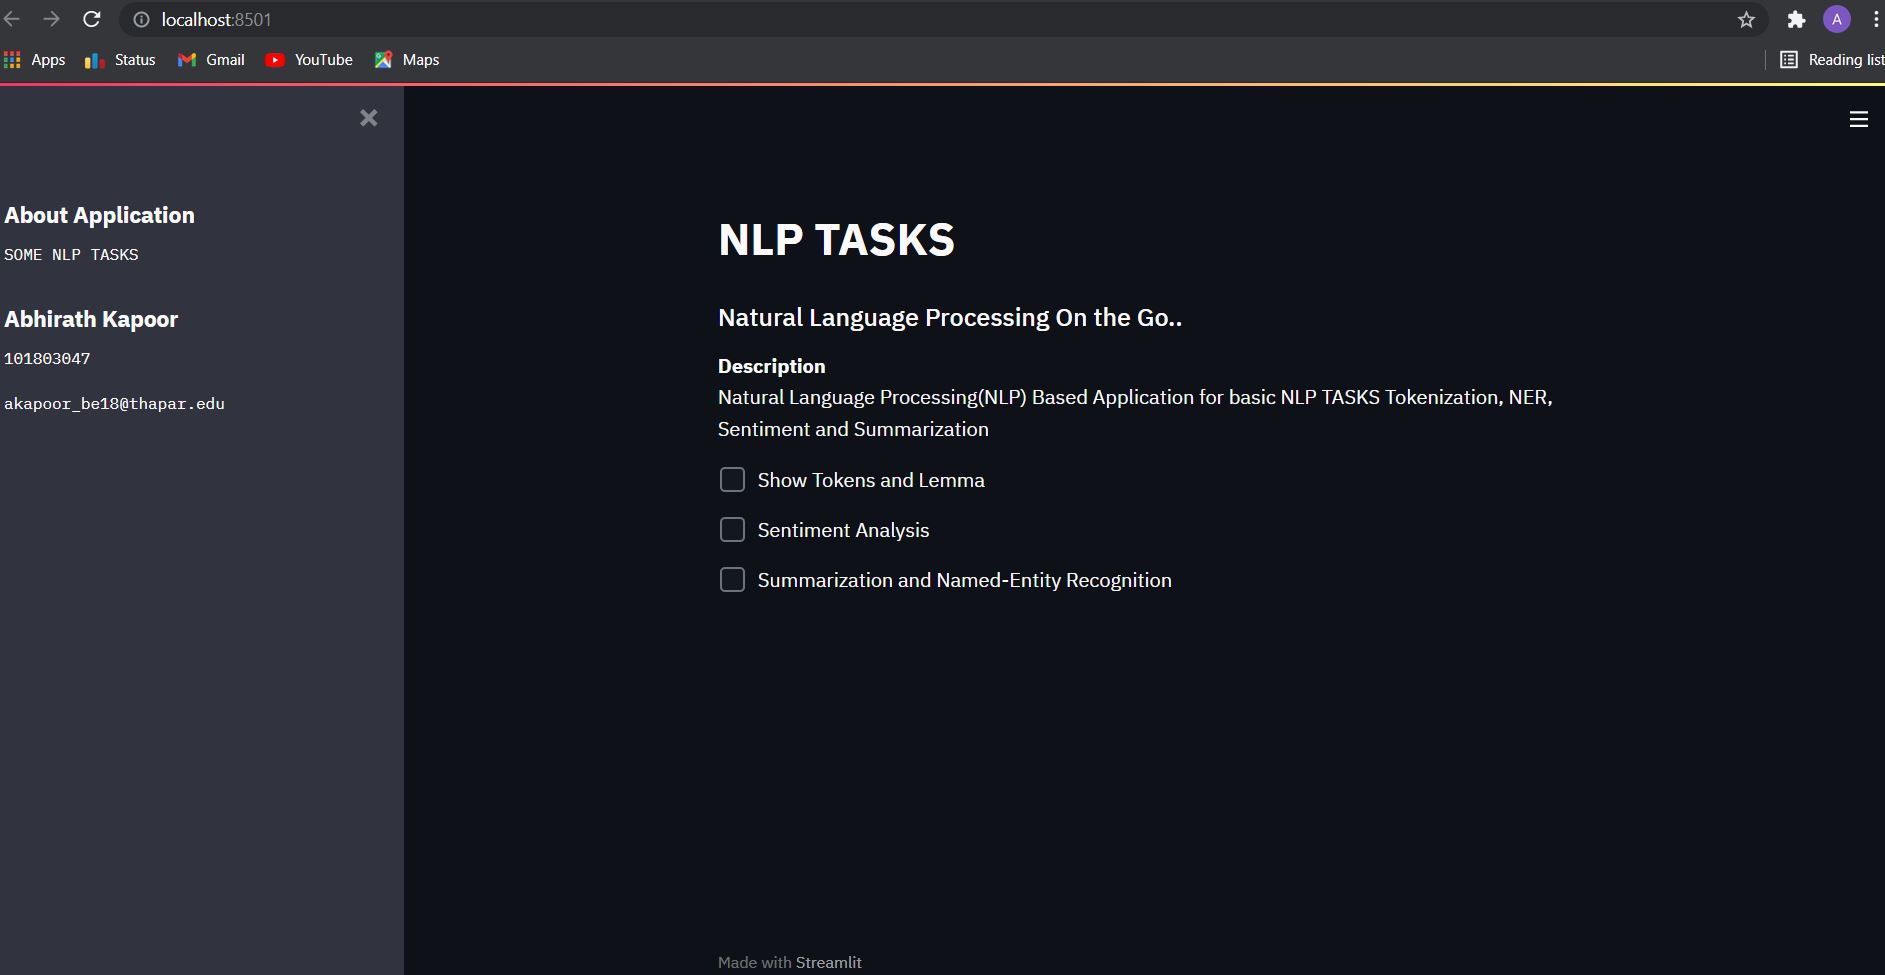 localhost:8501
A
Apps Status Gmail YouTube Maps Reading list
About Application
SOME NLP TASKS
Abhirath Kapoor
101803047
akapoor_be18@thapar.edu
NLP TASKS
Natural Language Processing On the Go..
Description
Natural Language Processing(NLP) Based Application for basic NLP TASKS Tokenization, NER,
Sentiment and Summarization
Show Tokens and Lemma
Sentiment Analysis
Summarization and Named-Entity Recognition
Made with Streamlit